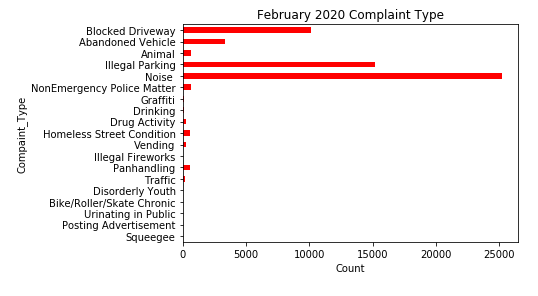 February 2020 Complaint Type
Compaint_Type
Blocked Driveway
Abandoned Vehicle
Animal
Illegal Parking
Noise
NonEmergency Police Matter
Graffiti
Drinking
Drug Activity
Homeless Street Condition
Vending
Illegal Fireworks
Panhandling
Traffic
Disorderly Youth
Bike/Roller/Skate Chronic
Urinating in Public
Posting Advertisement
Squeegee
0 5000 10000 15000 20000 25000
Count